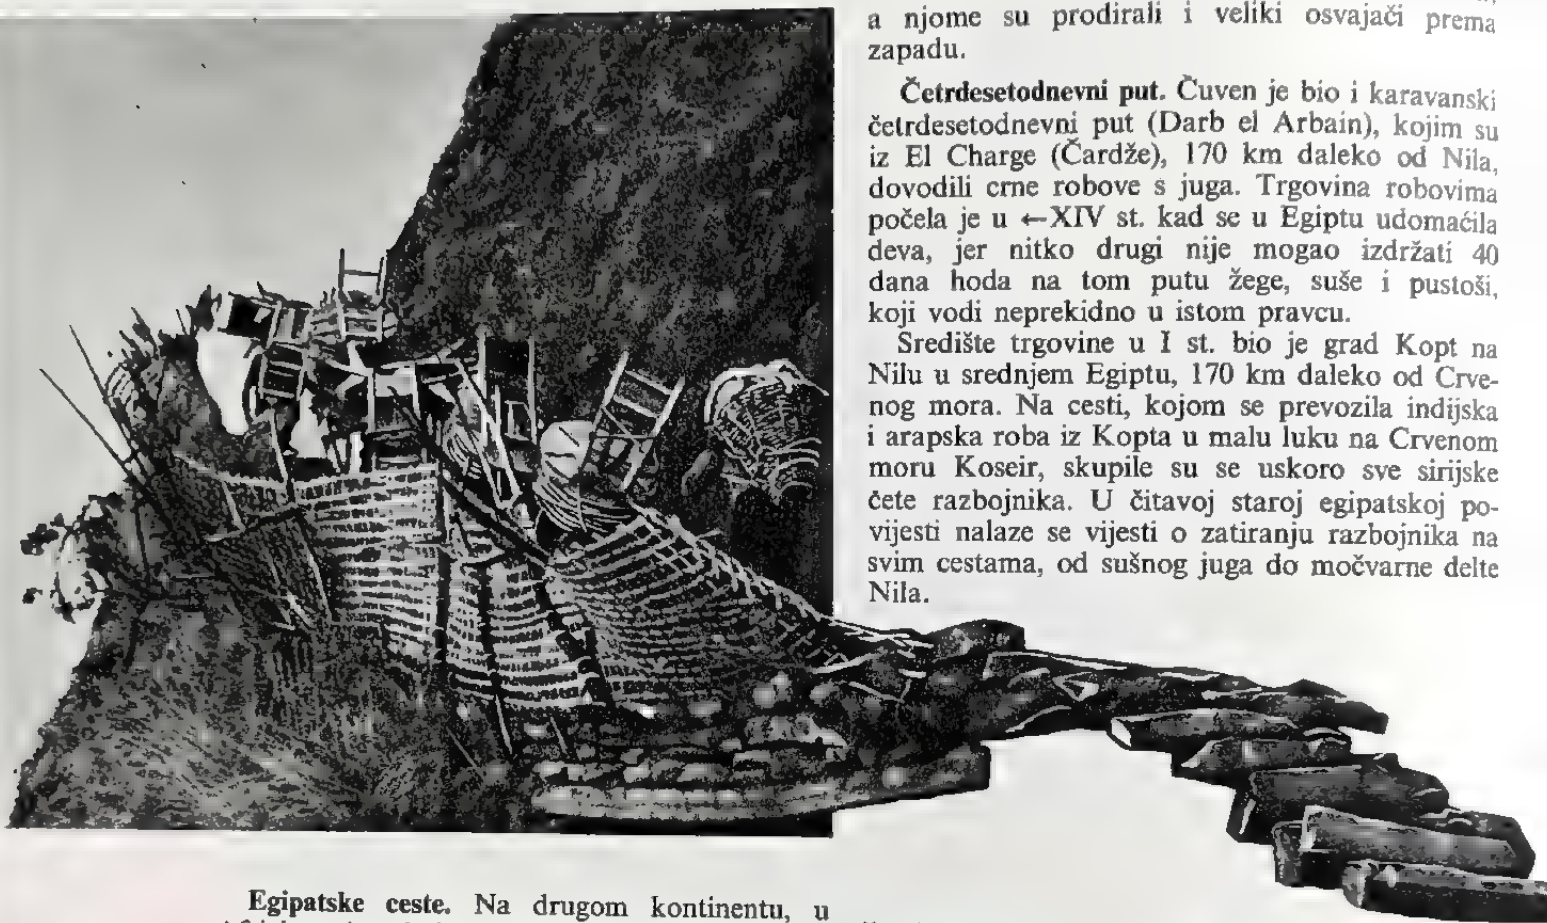 a njome su prodirali i veliki osvajači prema
zapadu.
Četrdesetodnevni put. Čuven je bio i karavanski
četrdesetodnevni put (Darb el Arbain), kojim su
iz El Charge (Čardže), 170 km daleko od Nila,
dovodili crne robove s juga. Trgovina robovima
počela je u ←XIV st. kad se u Egiptu udomaćila
deva, jer nitko drugi nije mogao izdržati 40
dana hoda na tom putu žege, suše i pustoši,
koji vodi neprekidno u istom pravcu.
Središte trgovine u I st. bio je grad Kopt na
Nilu u srednjem Egiptu, 170 km daleko od Crve-
nog mora. Na cesti, kojom se prevozila indijska
i arapska roba iz Kopta u malu luku na Crvenom
moru Koseir, skupile su se uskoro sve sirijske
čete razbojnika. U čitavoj staroj egipatskoj po-
vijesti nalaze se vijesti o zatiranju razbojnika na
svim cestama, od sušnog juga do močvarne delte
Nila.
Egipatske ceste. Na drugom kontinentu, u